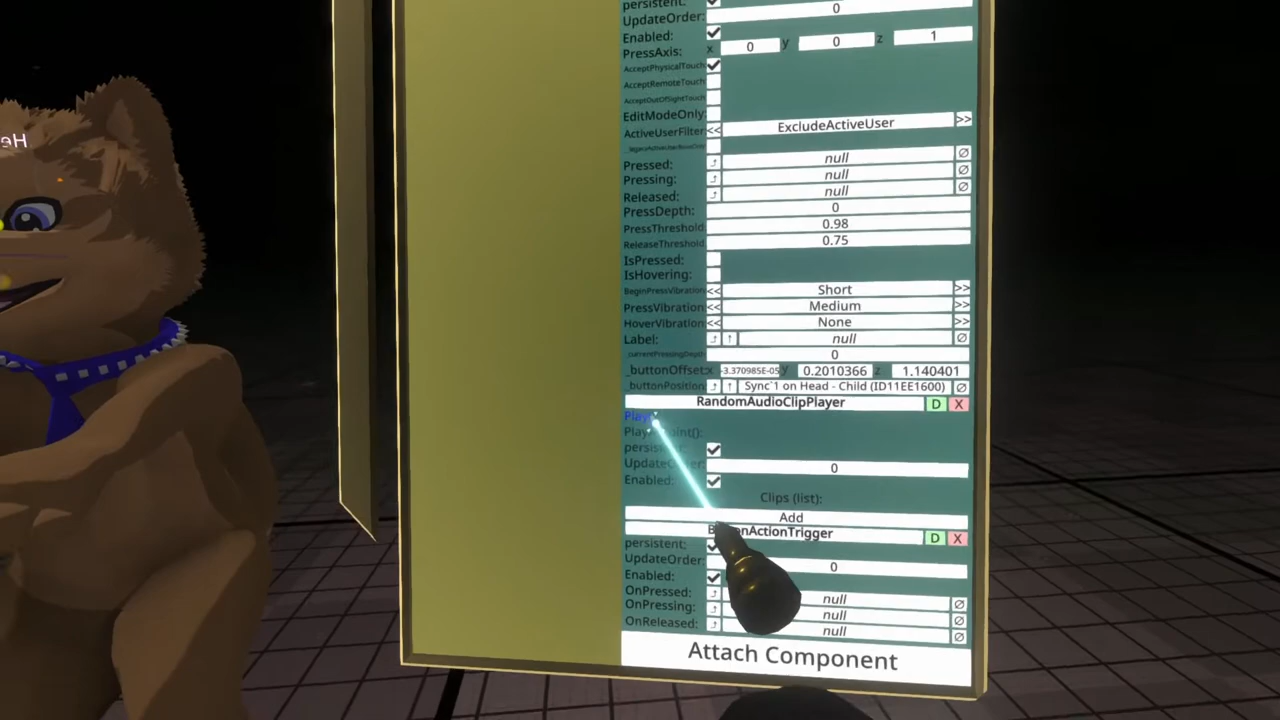 persistent:
UpdateOrder: 0
Enabled:
PressAxis: x 0 y 0 z 1
AcceptPhysicalTouch:
AcceptRemoteTouch:
AcceptOutOfSightTouch:
EditModeOnly:
ActiveUserFilter: << ExcludeActiveUser >>
Pressed: null ∅
Pressing: null ∅
Released: null ∅
PressDepth: 0
PressThreshold: 0.98
ReleaseThreshold: 0.75
IsPressed:
IsHovering:
BeginPressVibration: << Short >>
PressVibration: << Medium >>
HoverVibration: << None >>
Label: null ∅
_currentPressingDepth: 0
_buttonOffset: x -3.370985E-05 y 0.2010366 z 1.140401
_buttonPosition: Sync`1 on Head - Child (ID11EE1600) ∅
RandomAudioClipPlayer D X
Play
persistent:
UpdateOrder: 0
Enabled:
Clips (list):
Add
ButtonActionTrigger D X
persistent:
UpdateOrder: 0
Enabled:
OnPressed: null ∅
OnPressing: null ∅
OnReleased: null ∅
Attach Component